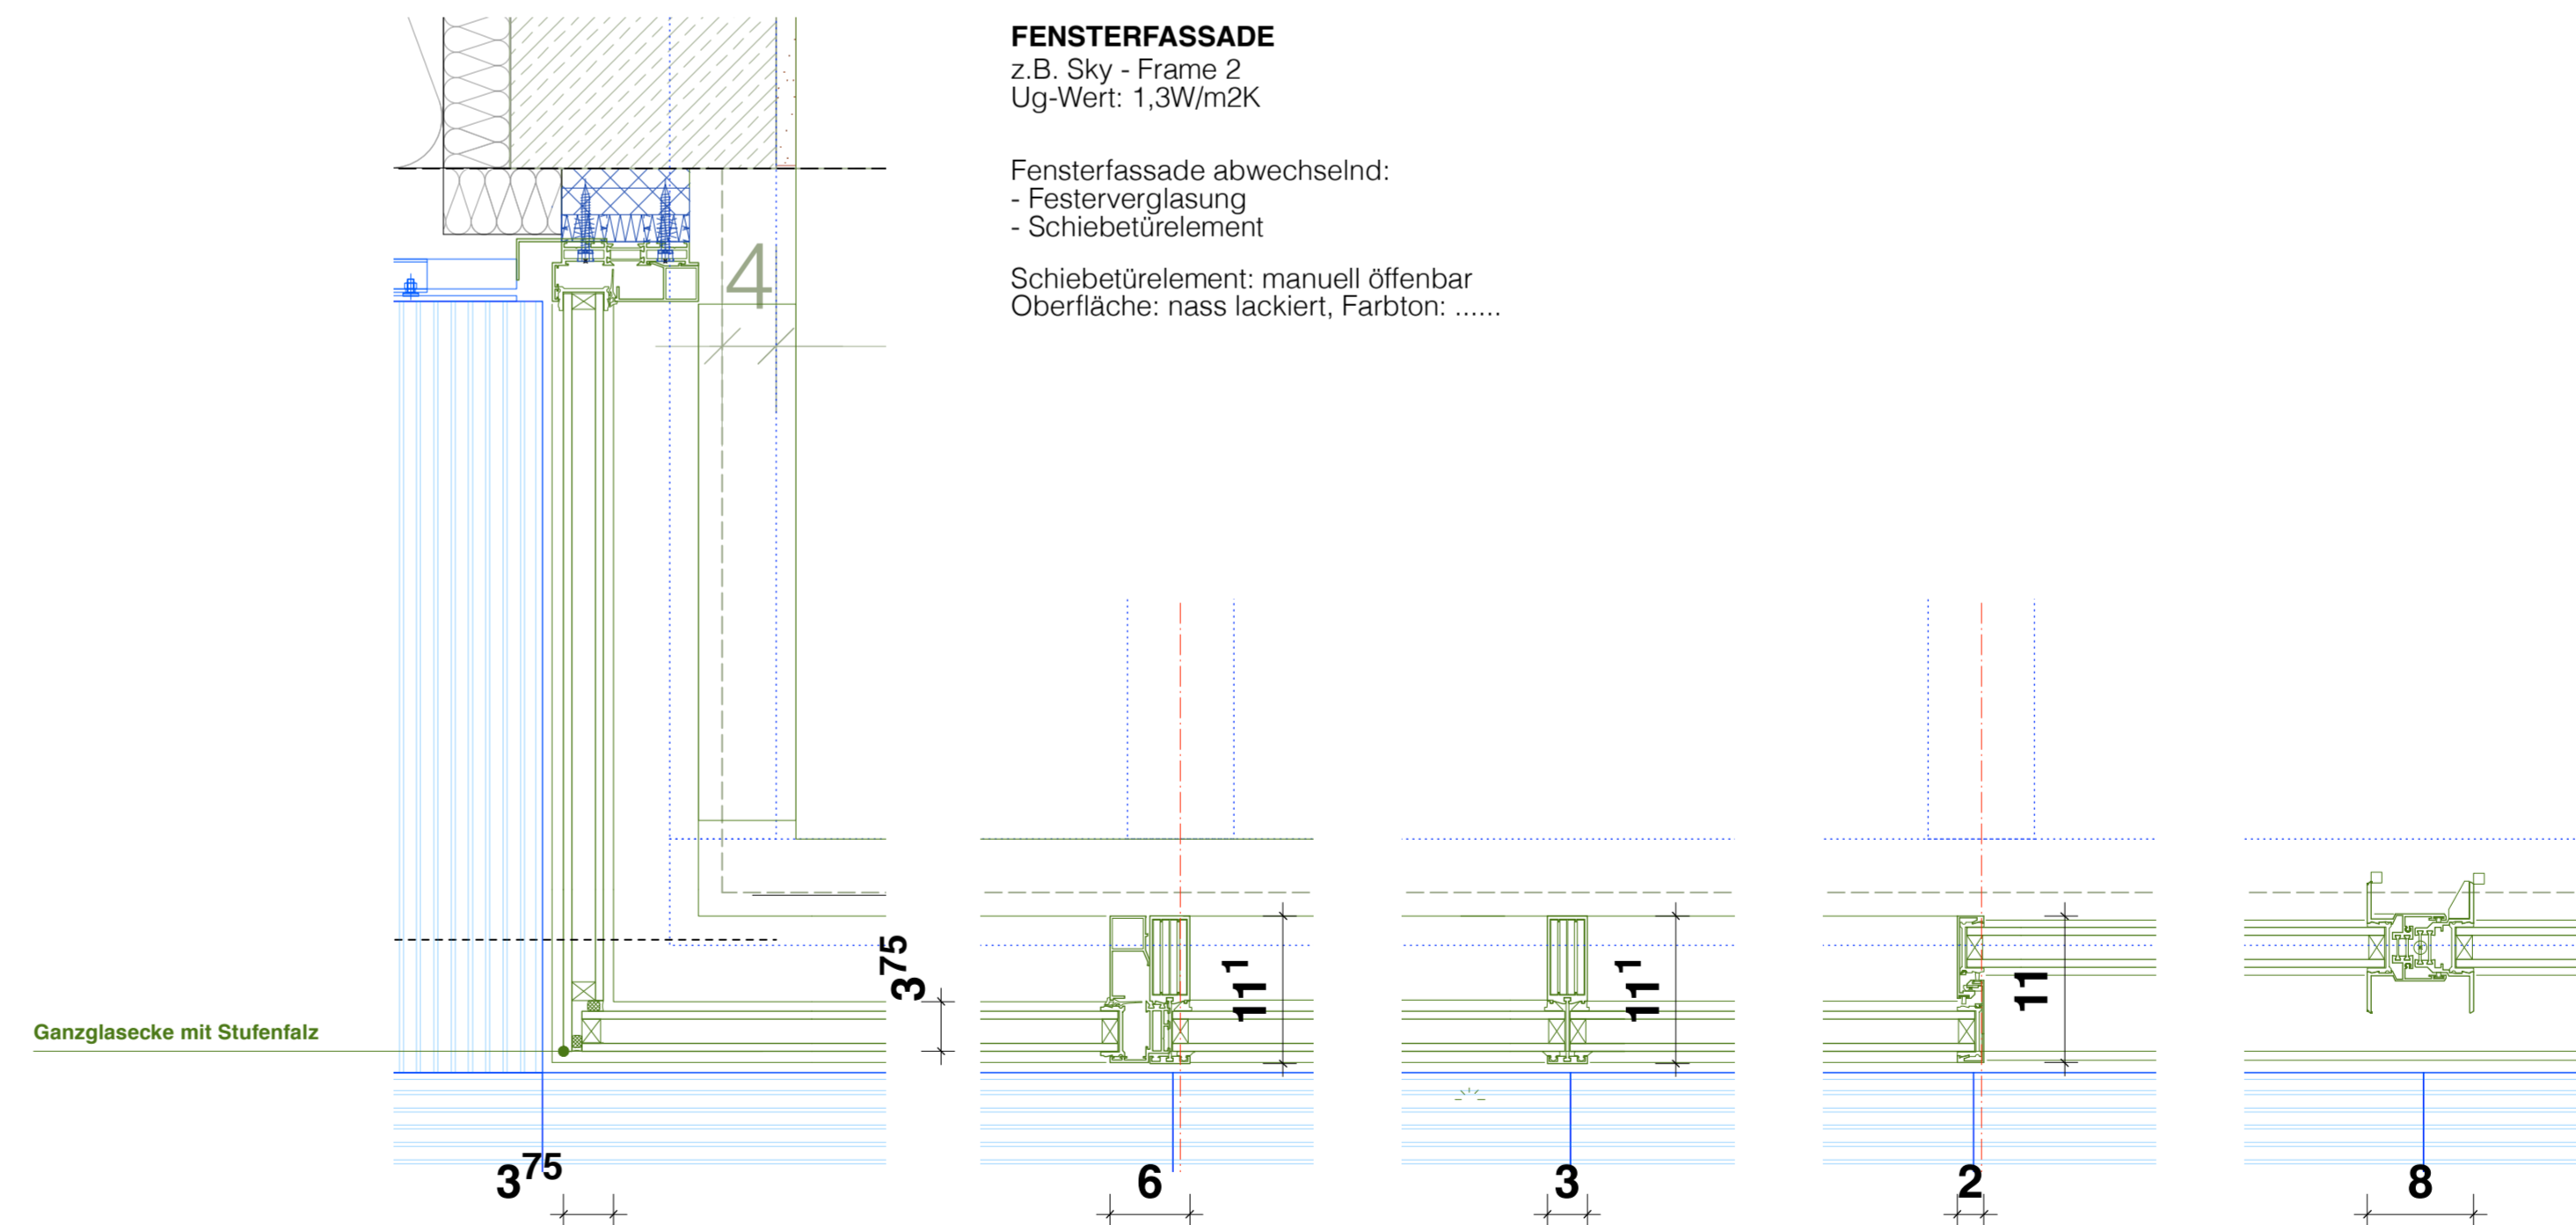 FENSTERFASSADE
z.B. Sky - Frame 2
Ug-Wert: 1,3W/m2K
Fensterfassade abwechselnd:
- Festerverglasung
- Schiebetürelement
Schiebetürelement: manuell öffenbar
Oberfläche: nass lackiert, Farbton: ......
4
3⁷⁵
11¹
11¹
11
Ganzglasecke mit Stufenfalz
3⁷⁵
6
3
2
8